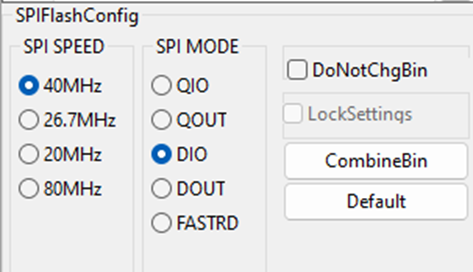 SPIFlashConfig
SPI SPEED
40MHz
26.7MHz
20MHz
80MHz
SPI MODE
QIO
QOUT
DIO
DOUT
FASTRD
DoNotChgBin
LockSettings
CombineBin
Default